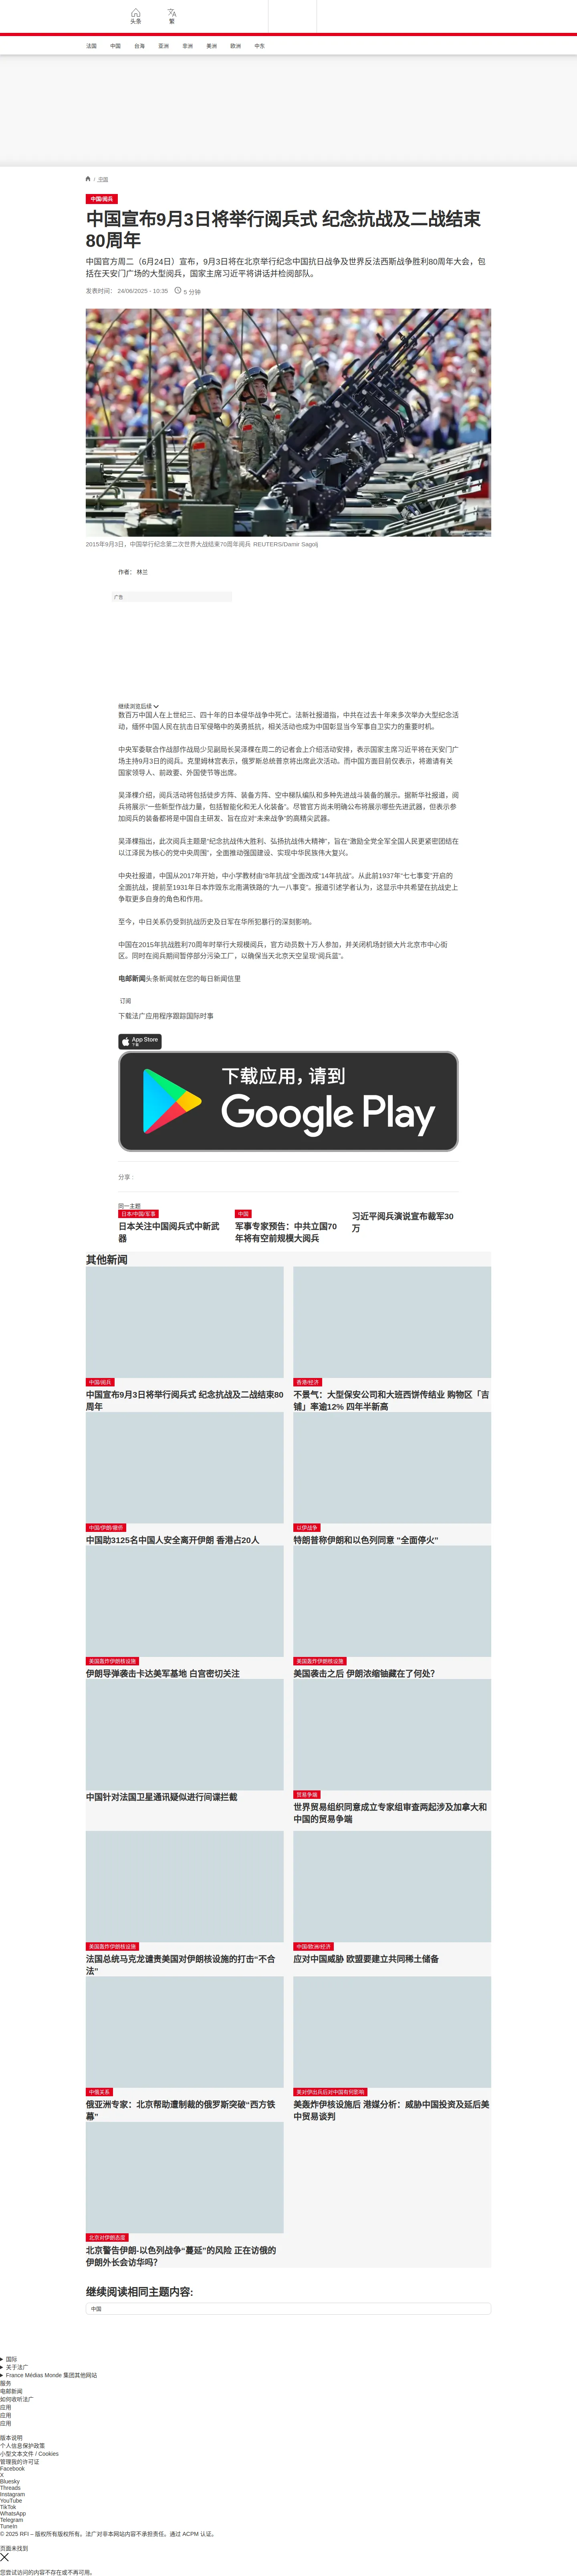 头条
繁
法国
中国
台海
亚洲
非洲
美洲
欧洲
中东
/ 中国
中国/阅兵
中国宣布9月3日将举行阅兵式 纪念抗战及二战结束
80周年
中国官方周二（6月24日）宣布，9月3日将在北京举行纪念中国抗日战争及世界反法西斯战争胜利80周年大会，包
括在天安门广场的大型阅兵，国家主席习近平将讲话并检阅部队。
发表时间： 24/06/2025 - 10:35
5 分钟
2015年9月3日，中国举行纪念第二次世界大战结束70周年阅兵 REUTERS/Damir Sagolj
作者： 林兰
广告
继续浏览后续
数百万中国人在上世纪三、四十年的日本侵华战争中死亡。法新社报道指，中共在过去十年来多次举办大型纪念活
动，缅怀中国人民在抗击日军侵略中的英勇抵抗，相关活动也成为中国彰显当今军事自卫实力的重要时机。
中央军委联合作战部作战局少见副局长吴泽棵在周二的记者会上介绍活动安排，表示国家主席习近平将在天安门广
场主持9月3日的阅兵。克里姆林宫表示，俄罗斯总统普京将出席此次活动。而中国方面目前仅表示，将邀请有关
国家领导人、前政要、外国使节等出席。
吴泽棵介绍，阅兵活动将包括徒步方阵、装备方阵、空中梯队编队和多种先进战斗装备的展示。据新华社报道，阅
兵将展示“一些新型作战力量，包括智能化和无人化装备”。尽管官方尚未明确公布将展示哪些先进武器，但表示参
加阅兵的装备都将是中国自主研发、旨在应对“未来战争”的高精尖武器。
吴泽棵指出，此次阅兵主题是“纪念抗战伟大胜利、弘扬抗战伟大精神”，旨在“激励全党全军全国人民更紧密团结在
以江泽民为核心的党中央周围”，全面推动强国建设、实现中华民族伟大复兴。
中央社报道，中国从2017年开始，中小学教材由“8年抗战”全面改成“14年抗战”。从此前1937年“七七事变”开启的
全面抗战，提前至1931年日本炸毁东北南满铁路的“九一八事变”。报道引述学者认为，这显示中共希望在抗战史上
争取更多自身的角色和作用。
至今，中日关系仍受到抗战历史及日军在华所犯暴行的深刻影响。
中国在2015年抗战胜利70周年时举行大规模阅兵，官方动员数十万人参加，并关闭机场封锁大片北京市中心街
区。同时在阅兵期间暂停部分污染工厂，以确保当天北京天空呈现“阅兵蓝”。
电邮新闻头条新闻就在您的每日新闻信里
订阅
下载法广应用程序跟踪国际时事
App Store
下载
下载应用，请到
Google Play
分享 :
同一主题
日本/中国/军事
日本关注中国阅兵式中新武
器
中国
军事专家预告：中共立国70
年将有空前规模大阅兵
习近平阅兵演说宣布裁军30
万
其他新闻
中国/阅兵
中国宣布9月3日将举行阅兵式 纪念抗战及二战结束80
周年
香港/经济
不景气：大型保安公司和大班西饼传结业 购物区「吉
铺」率逾12% 四年半新高
中国/伊朗/撤侨
中国助3125名中国人安全离开伊朗 香港占20人
以伊战争
特朗普称伊朗和以色列同意 "全面停火"
美国轰炸伊朗核设施
伊朗导弹袭击卡达美军基地 白宫密切关注
美国轰炸伊朗核设施
美国袭击之后 伊朗浓缩铀藏在了何处？
中国针对法国卫星通讯疑似进行间谍拦截
贸易争端
世界贸易组织同意成立专家组审查两起涉及加拿大和
中国的贸易争端
美国轰炸伊朗核设施
法国总统马克龙谴责美国对伊朗核设施的打击“不合
法”
中国/欧洲/经济
应对中国威胁 欧盟要建立共同稀土储备
中俄关系
俄亚洲专家：北京帮助遭制裁的俄罗斯突破“西方铁
幕”
美对伊出兵后对中国有何影响
美轰炸伊核设施后 港媒分析：威胁中国投资及延后美
中贸易谈判
北京对伊朗态度
北京警告伊朗-以色列战争“蔓延”的风险 正在访俄的
伊朗外长会访华吗？
继续阅读相同主题内容:
中国
国际
关于法广
France Médias Monde 集团其他网站
服务
电邮新闻
如何收听法广
应用
应用
应用
版本说明
个人信息保护政策
小型文本文件 / Cookies
管理我的许可证
Facebook
X
Bluesky
Threads
Instagram
YouTube
TikTok
WhatsApp
Telegram
TuneIn
© 2025 RFI – 版权所有版权所有。法广对非本网站内容不承担责任。通过 ACPM 认证。
页面未找到
您尝试访问的内容不存在或不再可用。